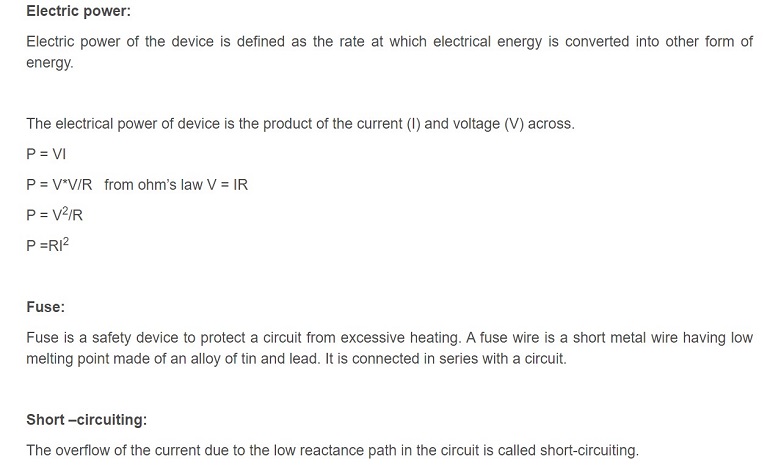 Electric power:
Electric power of the device is defined as the rate at which electrical energy is converted into other form of
energy.
The electrical power of device is the product of the current (I) and voltage (V) across.
P = VI
P = V*V/R   from ohm's law V = IR
P = V²/R
P =RI²
Fuse:
Fuse is a safety device to protect a circuit from excessive heating. A fuse wire is a short metal wire having low
melting point made of an alloy of tin and lead. It is connected in series with a circuit.
Short –circuiting:
The overflow of the current due to the low reactance path in the circuit is called short-circuiting.